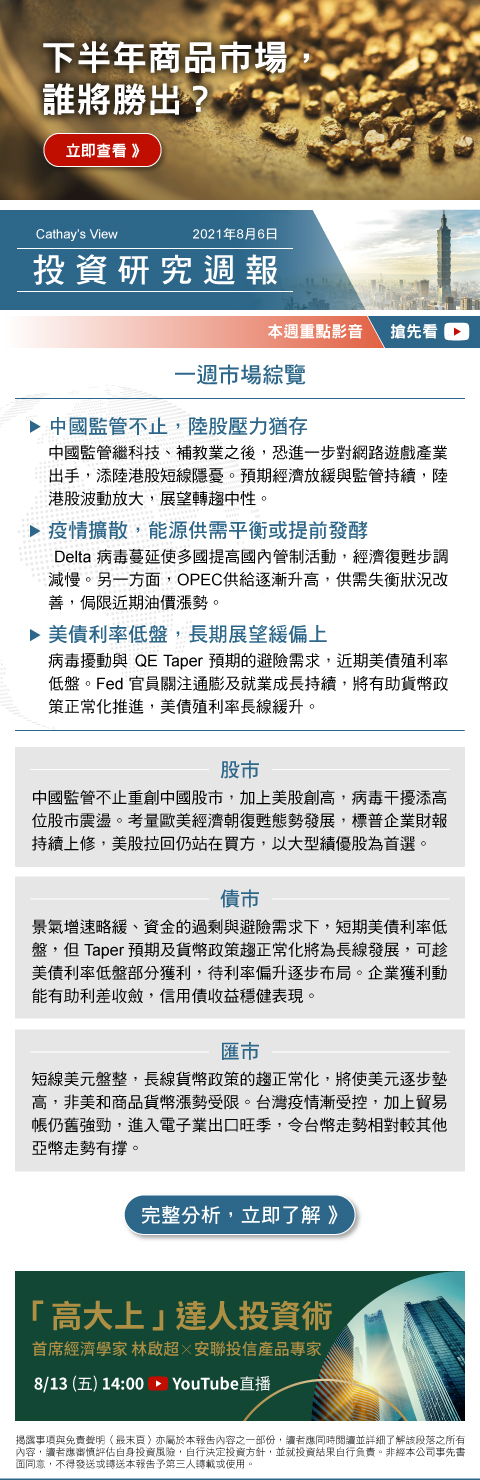 下半年商品市場，
誰將勝出？
立即查看 》
Cathay's View 2021年8月6日
投資研究週報
本週重點影音 搶先看
一週市場綜覽
中國監管不止，陸股壓力猶存
中國監管繼科技、補教業之後，恐進一步對網路遊戲產業
出手，添陸港股短線隱憂。預期經濟放緩與監管持續，陸
港股波動放大，展望轉趨中性。
疫情擴散，能源供需平衡或提前發酵
Delta 病毒蔓延使多國提高國內管制活動，經濟復甦步調
減慢。另一方面，OPEC供給逐漸升高，供需失衡狀況改
善，侷限近期油價漲勢。
美債利率低盤，長期展望緩偏上
病毒擾動與 QE Taper 預期的避險需求，近期美債殖利率
低盤。Fed 官員關注通膨及就業成長持續，將有助貨幣政
策正常化推進，美債殖利率長線緩升。
股市
中國監管不止重創中國股市，加上美股創高，病毒干擾添高
位股市震盪。考量歐美經濟朝復甦態勢發展，標普企業財報
持續上修，美股拉回仍站在買方，以大型績優股為首選。
債市
景氣增速略緩、資金的過剩與避險需求下，短期美債利率低
盤，但 Taper 預期及貨幣政策趨正常化將為長線發展，可趁
美債利率低盤部分獲利，待利率偏升逐步布局。企業獲利動
能有助利差收斂，信用債收益穩健表現。
匯市
短線美元盤整，長線貨幣政策的趨正常化，將使美元逐步墊
高，非美和商品貨幣漲勢受限。台灣疫情漸受控，加上貿易
帳仍舊強勁，進入電子業出口旺季，令台幣走勢相對較其他
亞幣走勢有撐。
完整分析，立即了解 》
「高大上」達人投資術
首席經濟學家 林啟超×安聯投信產品專家
8/13 (五) 14:00 YouTube直播
揭露事項與免責聲明（最末頁）亦屬於本報告內容之一部份，讀者應同時閱讀並詳細了解該段落之所有
內容，讀者應審慎評估自身投資風險，自行決定投資方針，並就投資結果自行負責。非經本公司事先書
面同意，不得發送或轉送本報告予第三人轉載或使用。